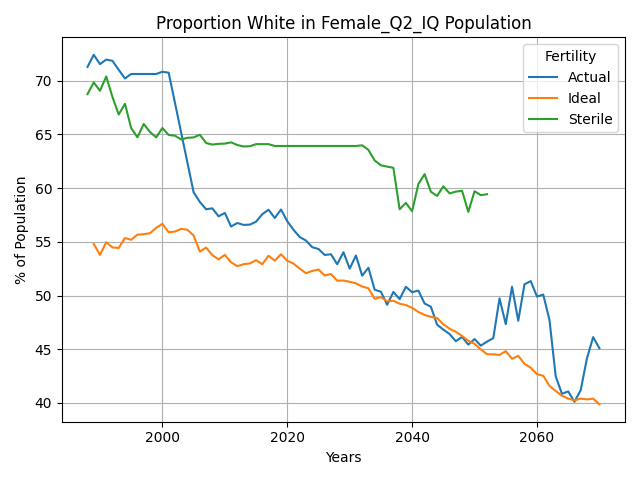 Proportion White in Female_Q2_IQ Population
Fertility
Actual
Ideal
Sterile
% of Population
70
65
60
55
50
45
40
2000
2020
2040
2060
Years